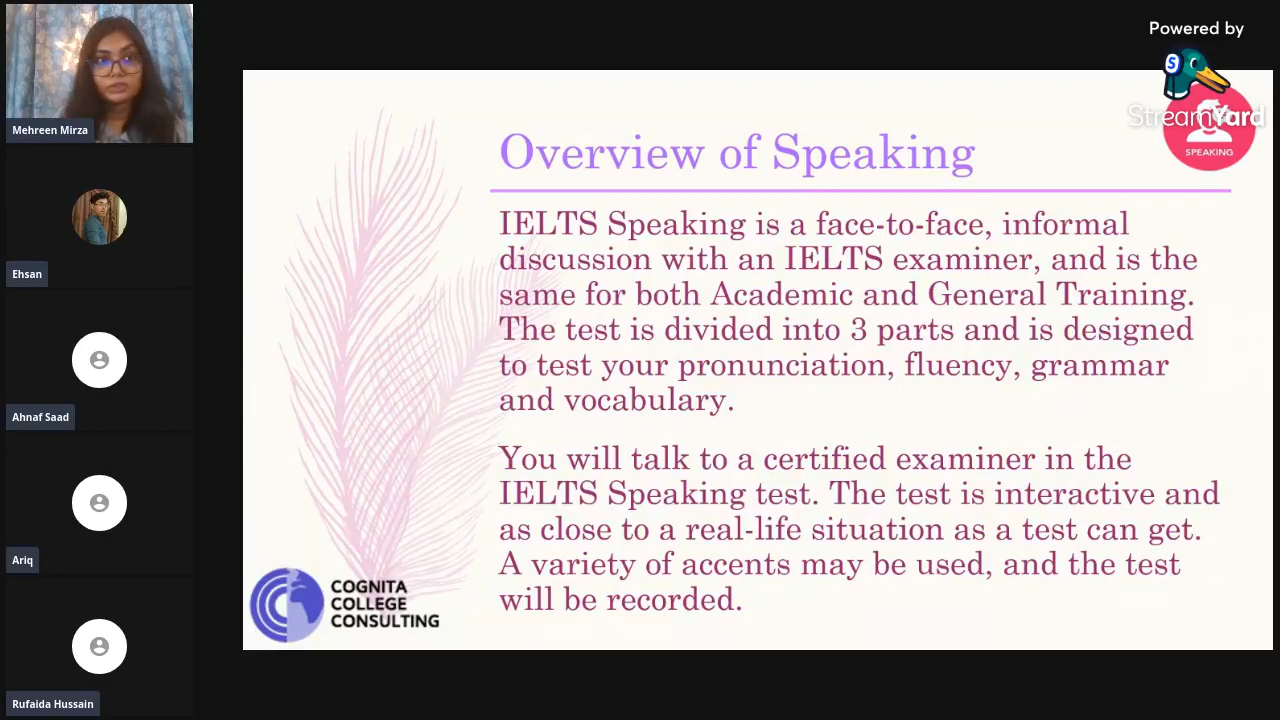 Powered by
StreamYard
SPEAKING
Mehreen Mirza
Ehsan
Ahnaf Saad
Ariq
Rufaida Hussain
Overview of Speaking
IELTS Speaking is a face-to-face, informal
discussion with an IELTS examiner, and is the
same for both Academic and General Training.
The test is divided into 3 parts and is designed
to test your pronunciation, fluency, grammar
and vocabulary.
You will talk to a certified examiner in the
IELTS Speaking test. The test is interactive and
as close to a real-life situation as a test can get.
A variety of accents may be used, and the test
will be recorded.
COGNITA
COLLEGE
CONSULTING